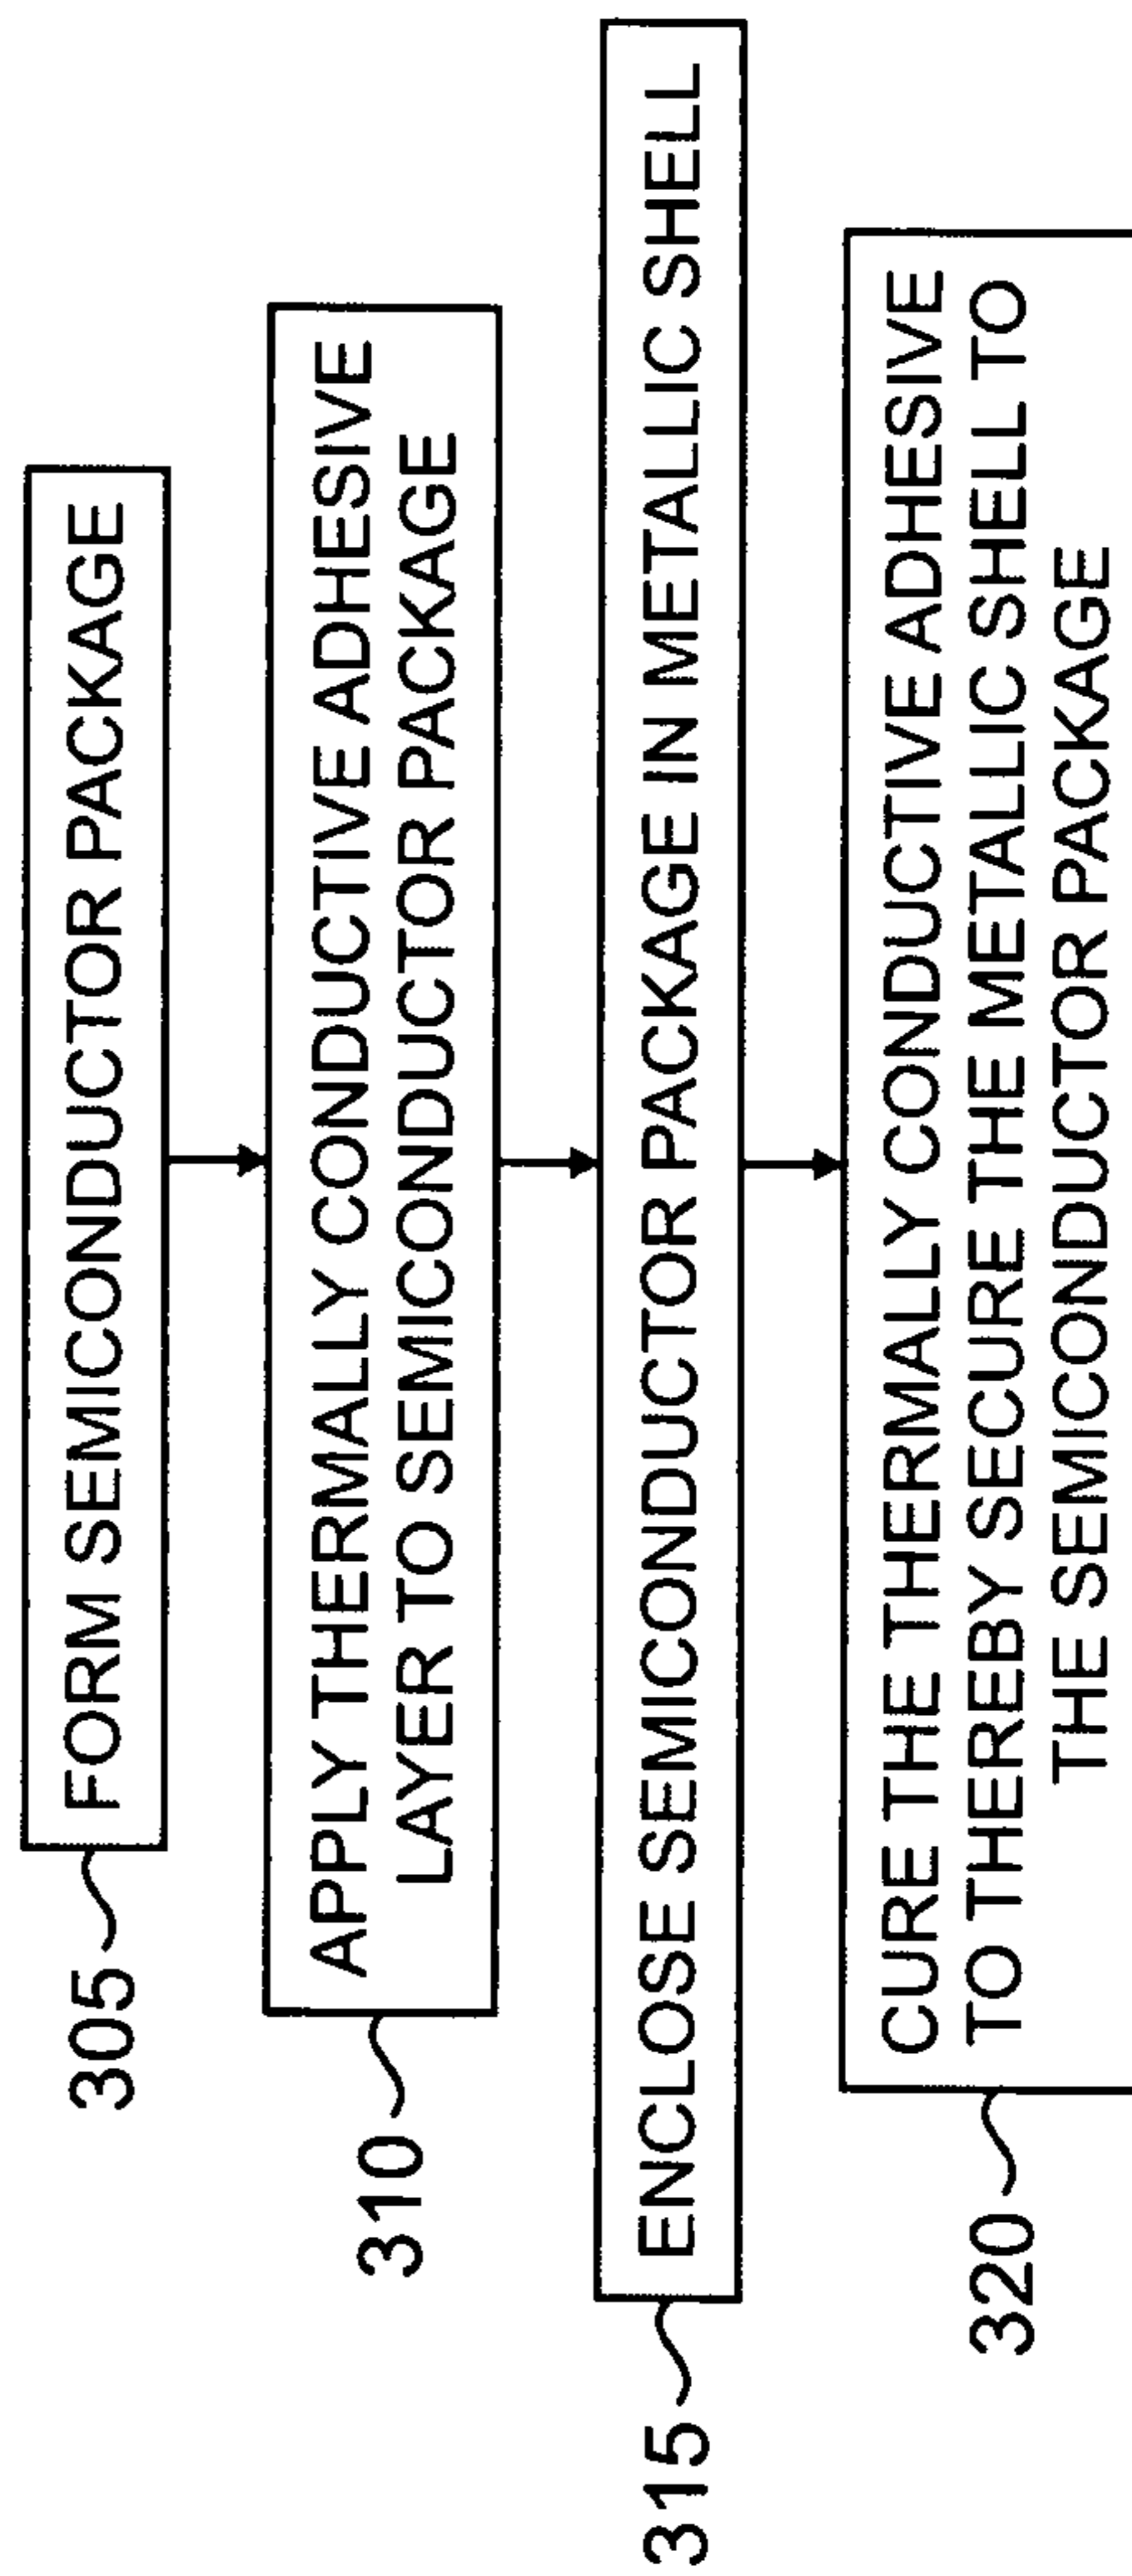 305
FORM SEMICONDUCTOR PACKAGE
310
APPLY THERMALLY CONDUCTIVE ADHESIVE
LAYER TO SEMICONDUCTOR PACKAGE
315
ENCLOSE SEMICONDUCTOR PACKAGE IN METALLIC SHELL
320
CURE THE THERMALLY CONDUCTIVE ADHESIVE
TO THEREBY SECURE THE METALLIC SHELL TO
THE SEMICONDUCTOR PACKAGE